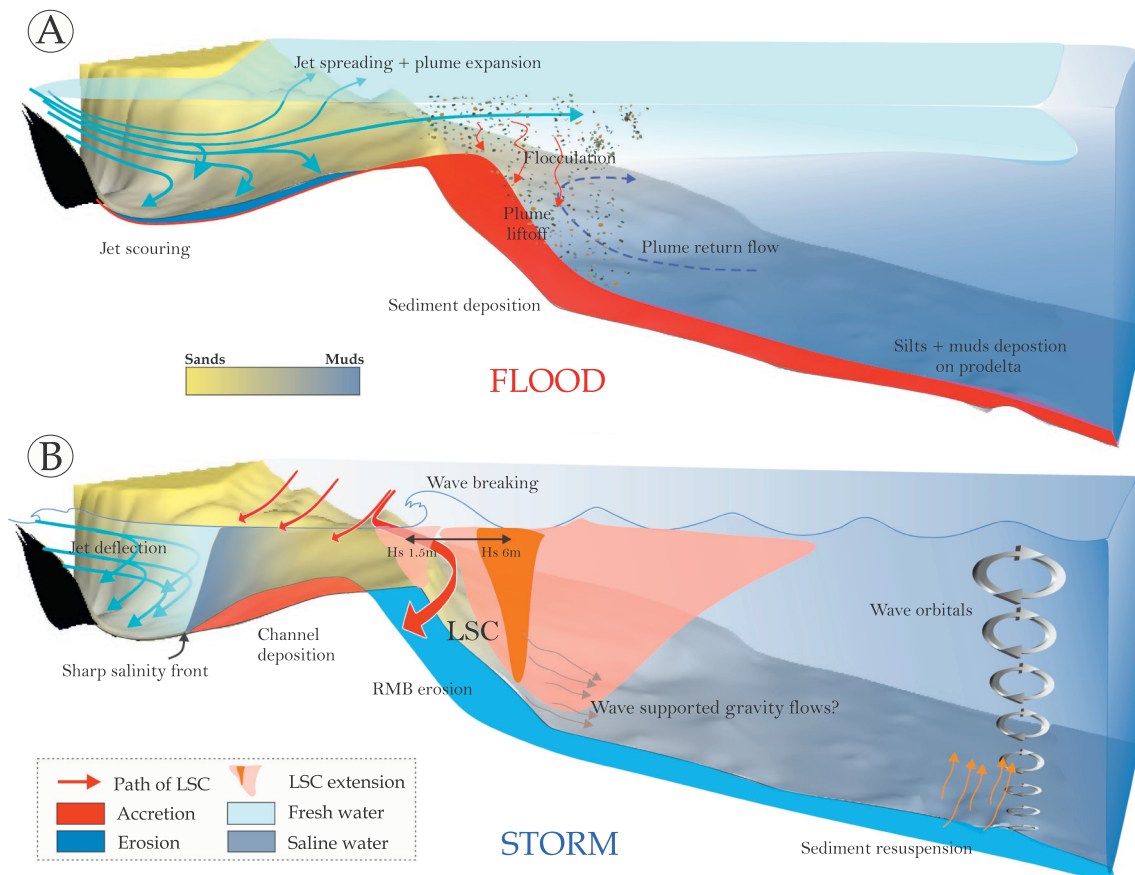 A
Jet spreading + plume expansion
Flocculation
Plume
liftoff
Plume return flow
Jet scouring
Sediment deposition
Silts + muds depostion
on prodelta
Sands
Muds
FLOOD
B
Wave breaking
Jet deflection
Hs 1.5m
Hs 6m
Wave orbitals
LSC
Channel
deposition
Sharp salinity front
RMB erosion
Wave supported gravity flows?
Path of LSC
LSC extension
Accretion
Fresh water
Erosion
Saline water
STORM
Sediment resuspension